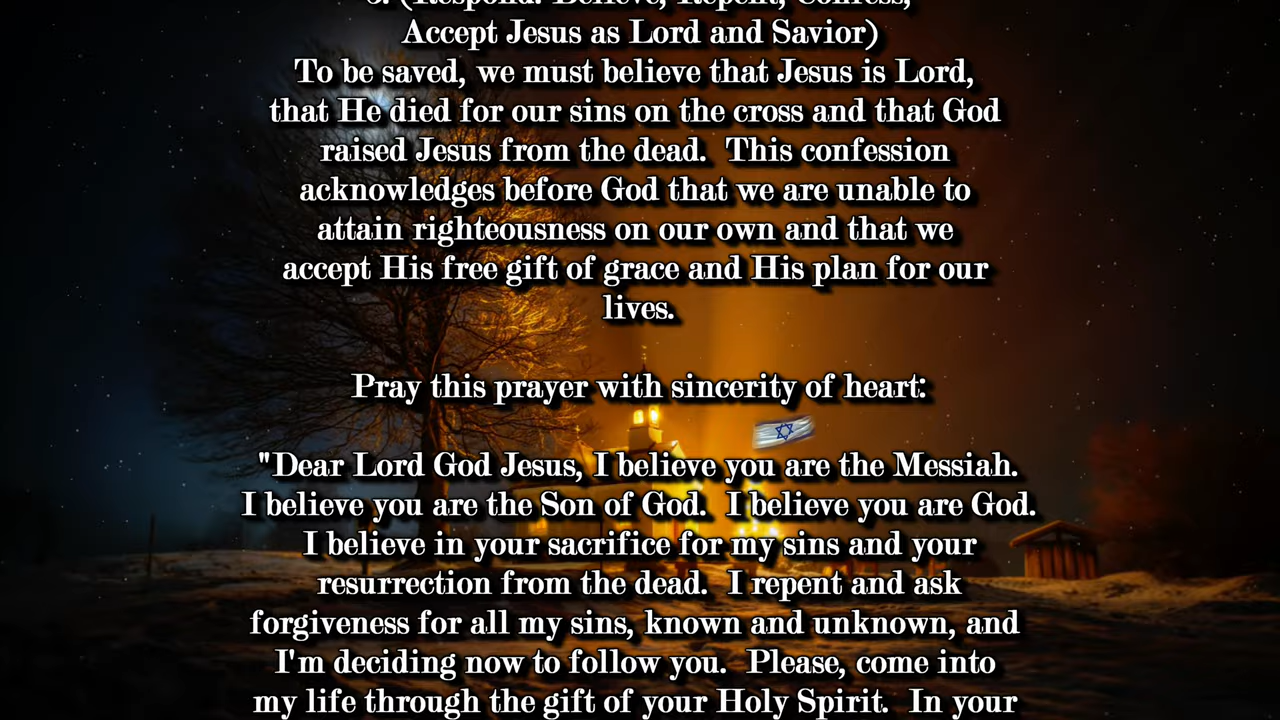 (Respond: Believe, Repent, Confess,
Accept Jesus as Lord and Savior)
To be saved, we must believe that Jesus is Lord,
that He died for our sins on the cross and that God
raised Jesus from the dead.  This confession
acknowledges before God that we are unable to
attain righteousness on our own and that we
accept His free gift of grace and His plan for our
lives.
Pray this prayer with sincerity of heart:
"Dear Lord God Jesus, I believe you are the Messiah.
I believe you are the Son of God.  I believe you are God.
I believe in your sacrifice for my sins and your
resurrection from the dead.  I repent and ask
forgiveness for all my sins, known and unknown, and
I'm deciding now to follow you.  Please, come into
my life through the gift of your Holy Spirit.  In your